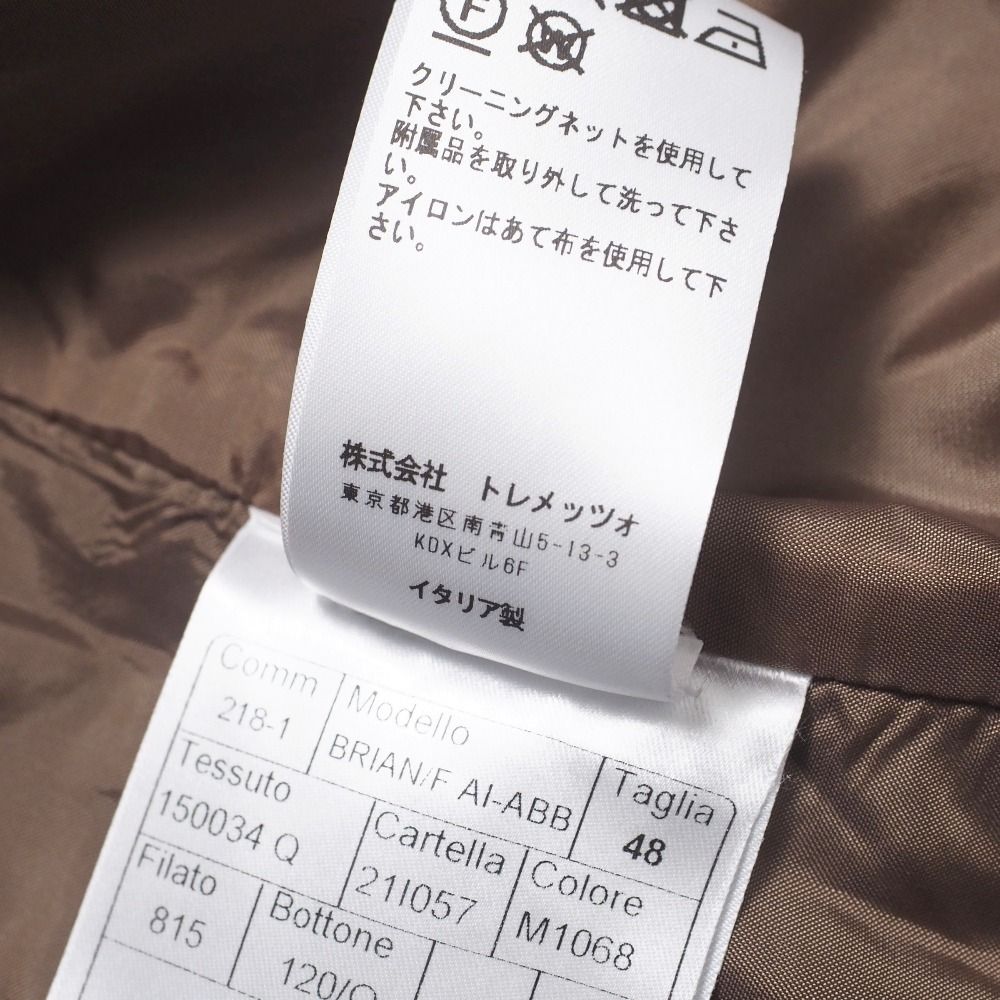 F
W
クリーニングネットを使用して
下さい。
附属品を取り外して洗って下さ
い。
アイロンはあて布を使用して下
さい。
株式会社 トレメッツォ
東京都港区南青山5-13-3
KDXビル6F
イタリア製
Comm
218-1
Modello
BRIAN/F AI-ABB
Taglia
48
Tessuto
150034 Q
Cartella
21I057
Colore
M1068
Filato
815
Bottone
120/Q